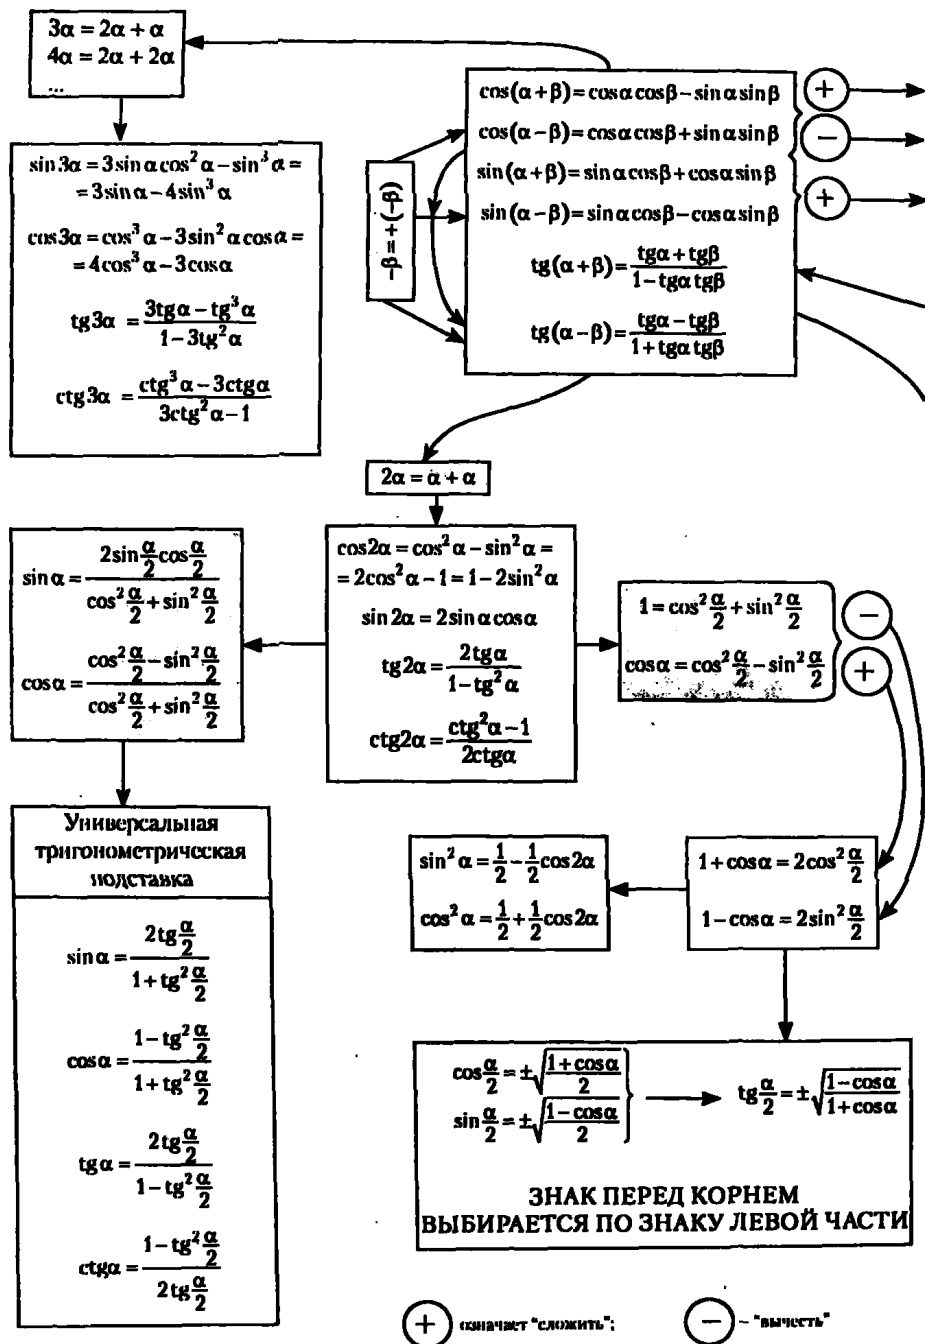 3α = 2α + α
4α = 2α + 2α
...
cos(α + β) = cosα cosβ − sinα sinβ
cos(α − β) = cosα cosβ + sinα sinβ
sin(α + β) = sinα cosβ + cosα sinβ
sin(α − β) = sinα cosβ − cosα sinβ
tg(α + β) = (tgα + tgβ)/(1 − tgα tgβ)
tg(α − β) = (tgα − tgβ)/(1 + tgα tgβ)
+
−
+
−β = +(−β)
sin3α = 3sinα cos²α − sin³α =
= 3sinα − 4sin³α
cos3α = cos³α − 3sin²α cosα =
= 4cos³α − 3cosα
tg3α = (3tgα − tg³α)/(1 − 3tg²α)
ctg3α = (ctg³α − 3ctgα)/(3ctg²α − 1)
2α = α + α
sinα = (2sin α/2 cos α/2)/(cos² α/2 + sin² α/2)
cosα = (cos² α/2 − sin² α/2)/(cos² α/2 + sin² α/2)
cos2α = cos²α − sin²α =
= 2cos²α − 1 = 1 − 2sin²α
sin2α = 2sinα cosα
tg2α = 2tgα/(1 − tg²α)
ctg2α = (ctg²α − 1)/2ctgα
1 = cos² α/2 + sin² α/2
cosα = cos² α/2 − sin² α/2
−
+
Универсальная
тригонометрическая
подставка
sinα = (2tg α/2)/(1 + tg² α/2)
cosα = (1 − tg² α/2)/(1 + tg² α/2)
tgα = (2tg α/2)/(1 − tg² α/2)
ctgα = (1 − tg² α/2)/(2tg α/2)
sin²α = 1/2 − 1/2 cos2α
cos²α = 1/2 + 1/2 cos2α
1 + cosα = 2cos² α/2
1 − cosα = 2sin² α/2
cos α/2 = ±√((1 + cosα)/2)
sin α/2 = ±√((1 − cosα)/2)
tg α/2 = ±√((1 − cosα)/(1 + cosα))
ЗНАК ПЕРЕД КОРНЕМ
ВЫБИРАЕТСЯ ПО ЗНАКУ ЛЕВОЙ ЧАСТИ
+ означает "сложить"; − – "вычесть"